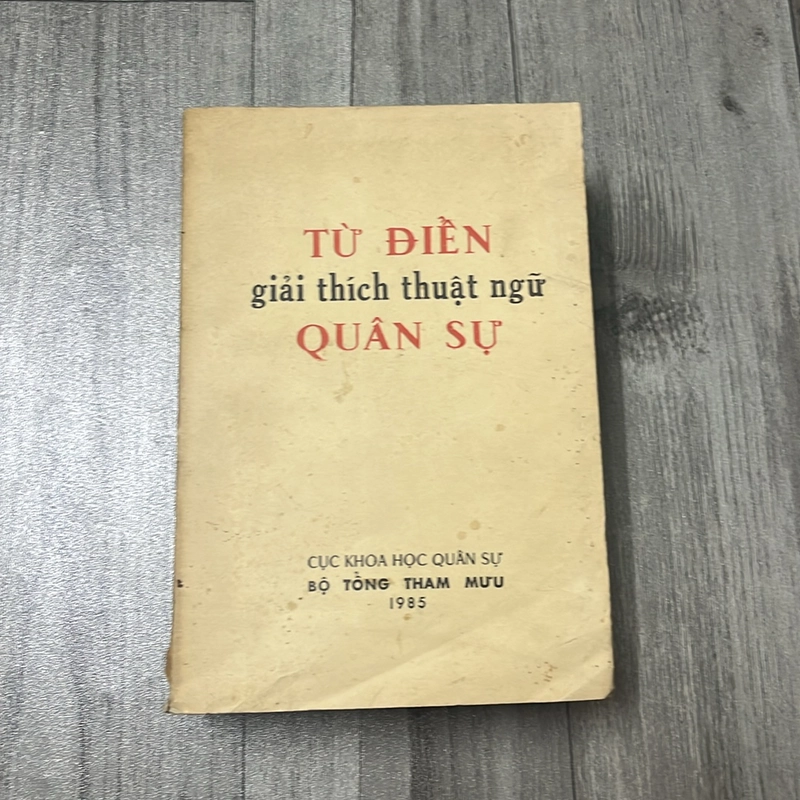 TỪ ĐIỂN
giải thích thuật ngữ
QUÂN SỰ
CỤC KHOA HỌC QUÂN SỰ
BỘ TỔNG THAM MƯU
1985